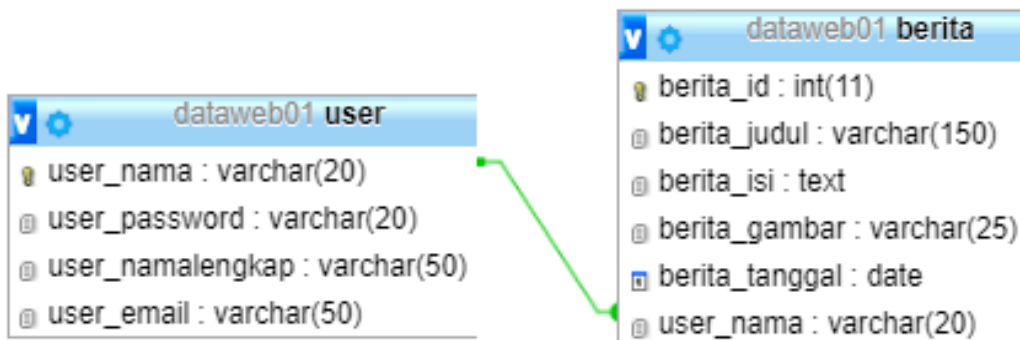 dataweb01 user
user_nama : varchar(20)
user_password : varchar(20)
user_namalengkap : varchar(50)
user_email : varchar(50)
dataweb01 berita
berita_id : int(11)
berita_judul : varchar(150)
berita_isi : text
berita_gambar : varchar(25)
berita_tanggal : date
user_nama : varchar(20)